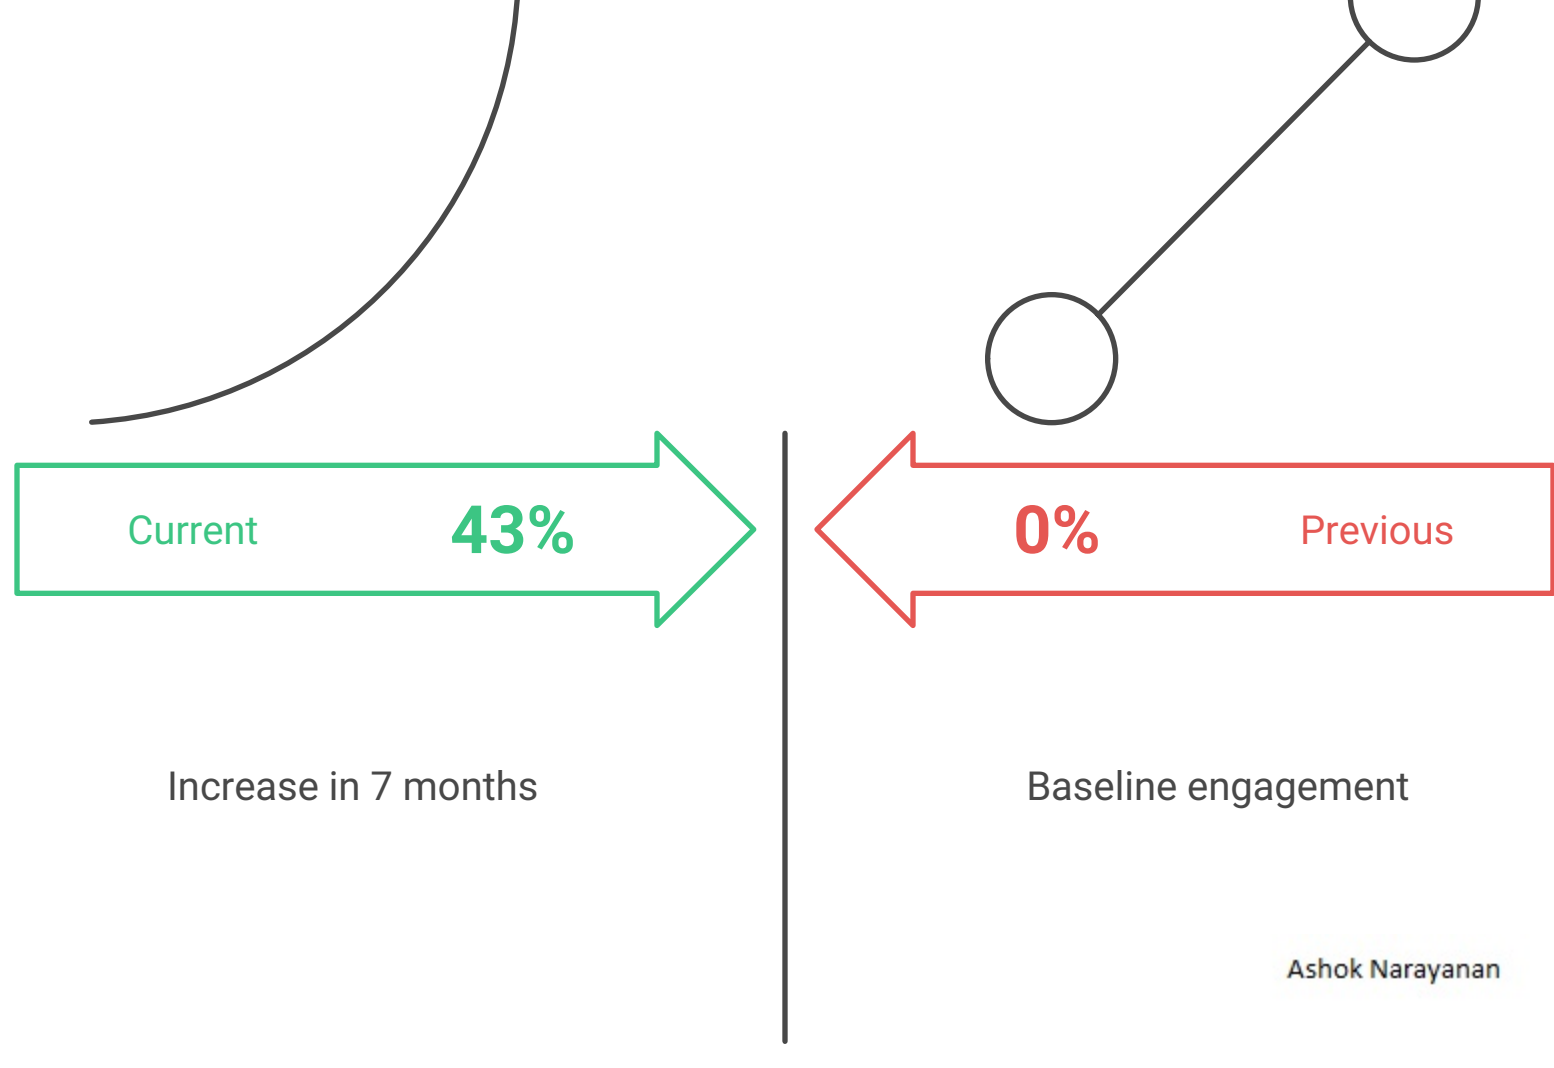 Current 43%
0% Previous
Increase in 7 months
Baseline engagement
Ashok Narayanan